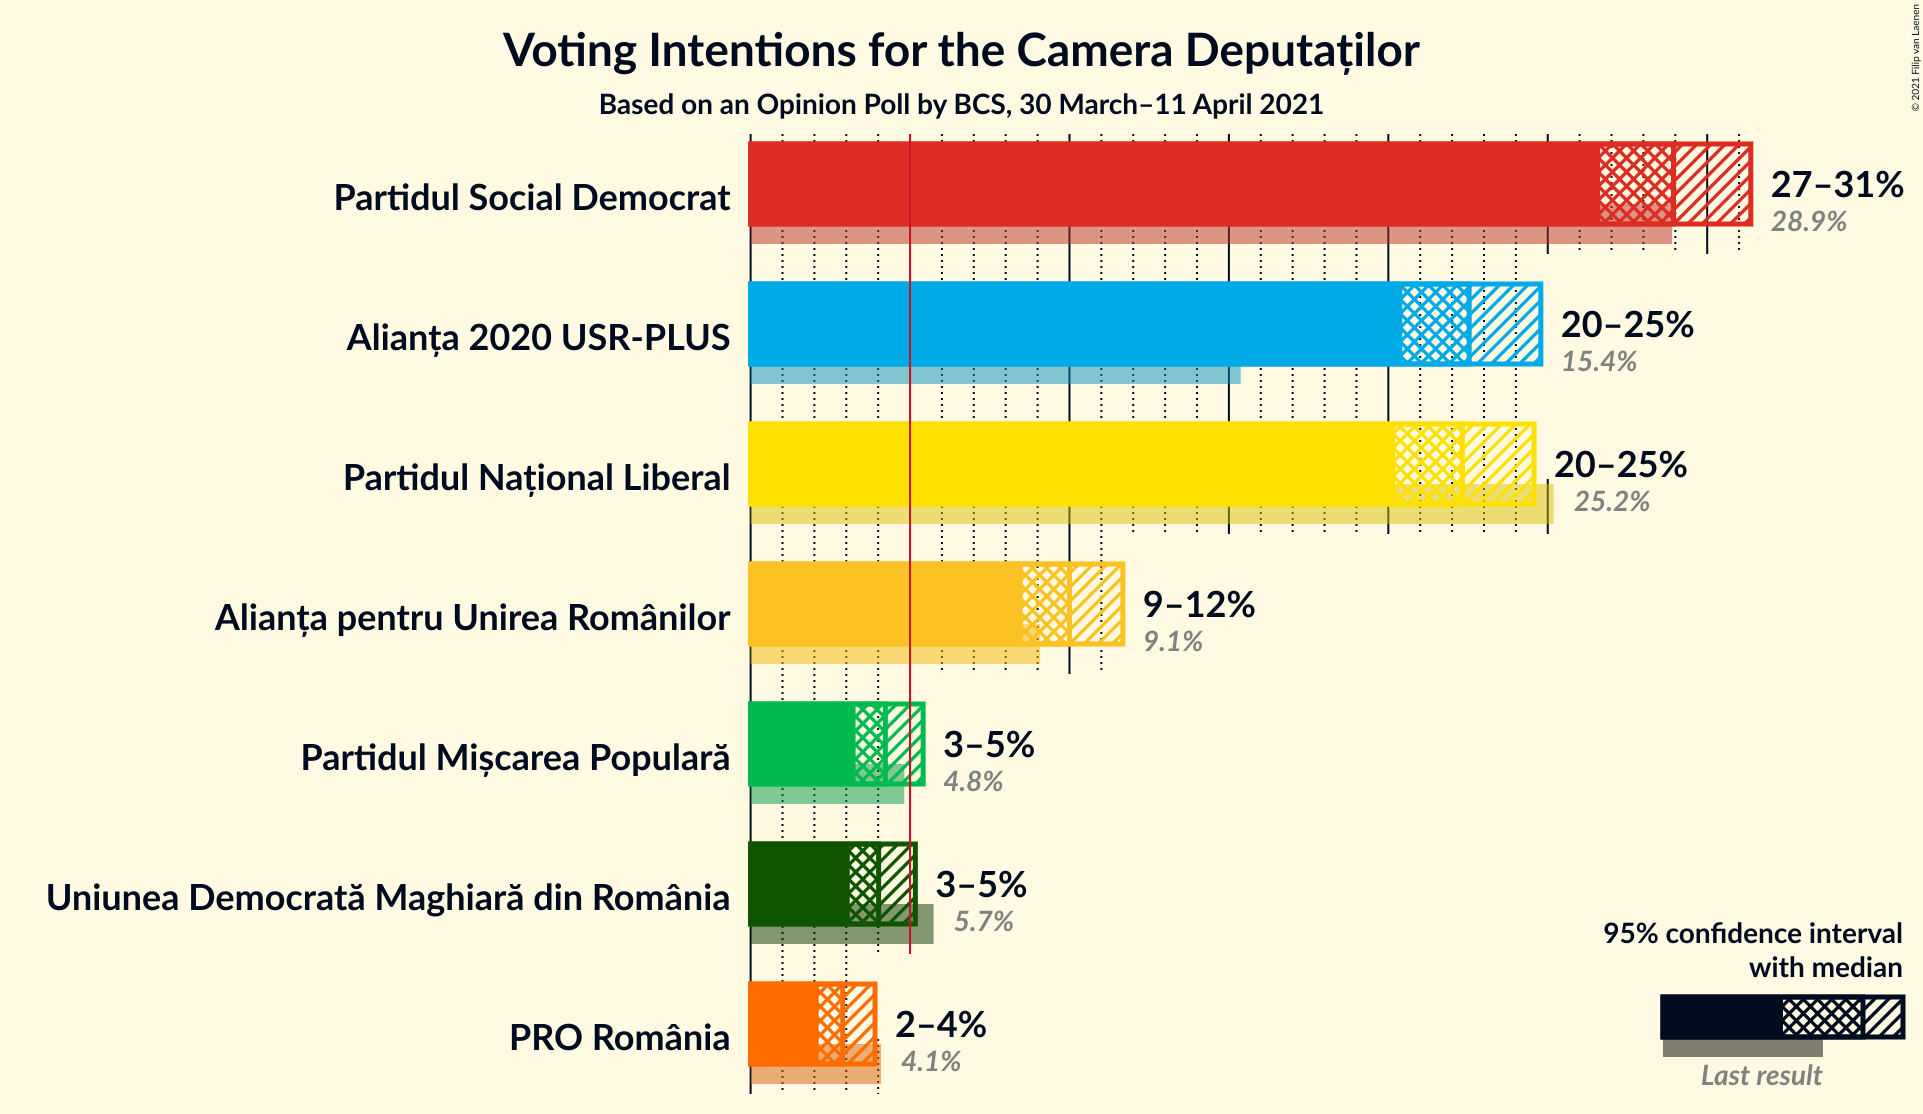 Voting Intentions for the Camera Deputaților
Based on an Opinion Poll by BCS, 30 March–11 April 2021
© 2021 Filip van Laenen
Partidul Social Democrat
27–31%
28.9%
Alianța 2020 USR-PLUS
20–25%
15.4%
Partidul Național Liberal
20–25%
25.2%
Alianța pentru Unirea Românilor
9–12%
9.1%
Partidul Mișcarea Populară
3–5%
4.8%
Uniunea Democrată Maghiară din România
3–5%
5.7%
PRO România
2–4%
4.1%
95% confidence interval
with median
Last result